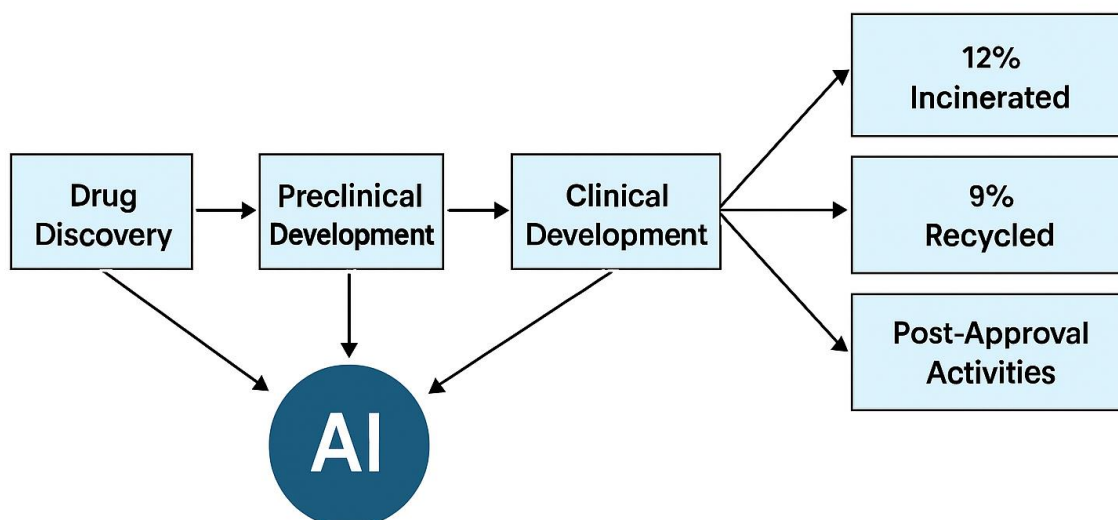 Drug
Discovery
Preclinical
Development
Clinical
Development
12%
Incinerated
9%
Recycled
Post-Approval
Activities
AI